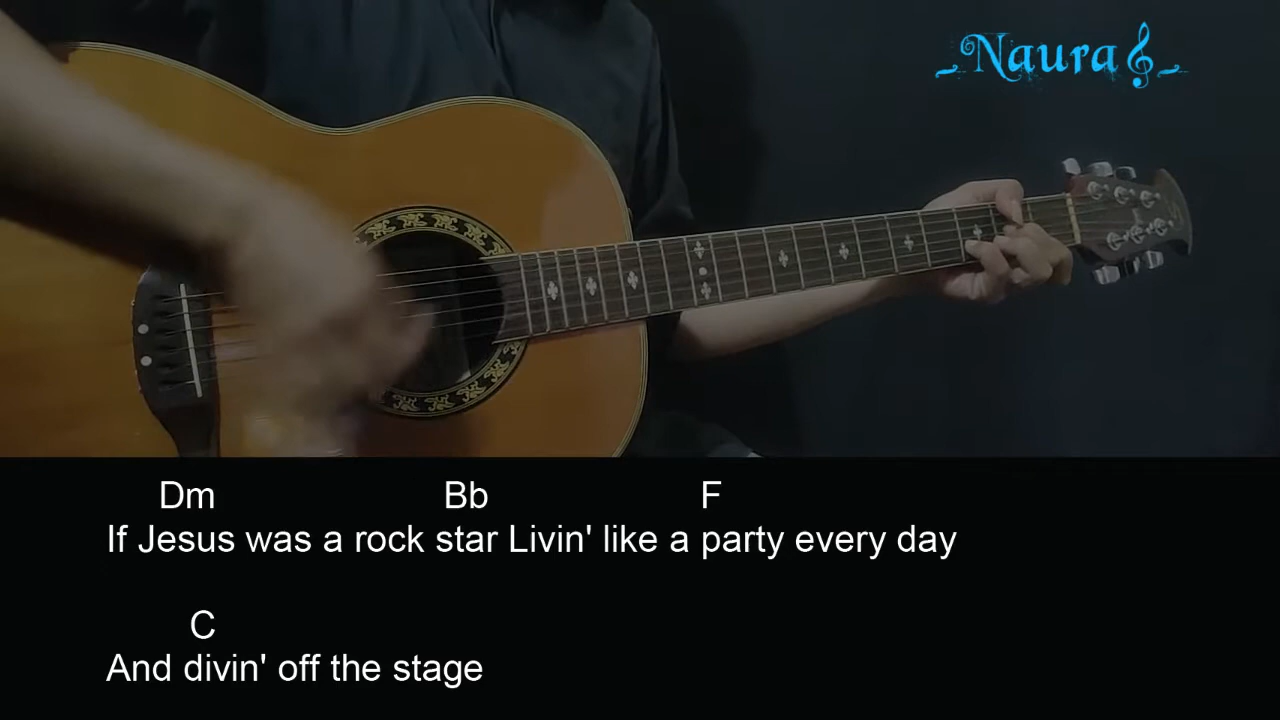 Naura
Dm Bb F
If Jesus was a rock star Livin' like a party every day
C
And divin' off the stage